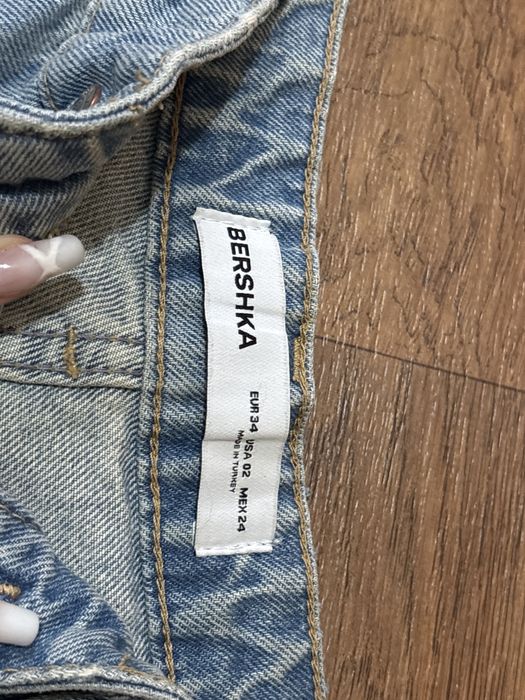 BERSHKA
EUR 34 USA 02 MEX 24
MADE IN TURKEY